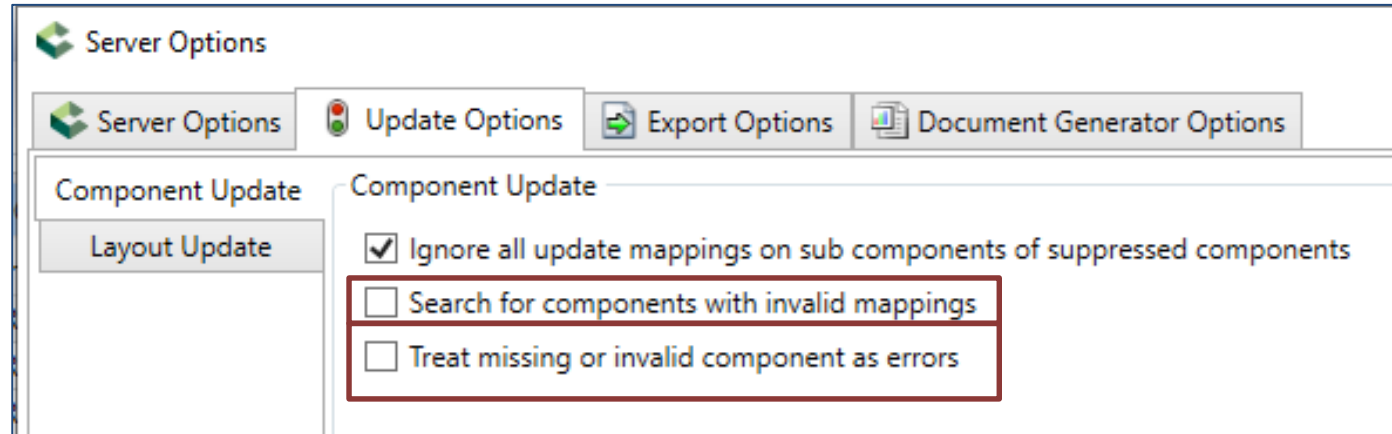 Server Options
Server Options Update Options Export Options Document Generator Options
Component Update Component Update
Layout Update Ignore all update mappings on sub components of suppressed components
Search for components with invalid mappings
Treat missing or invalid component as errors